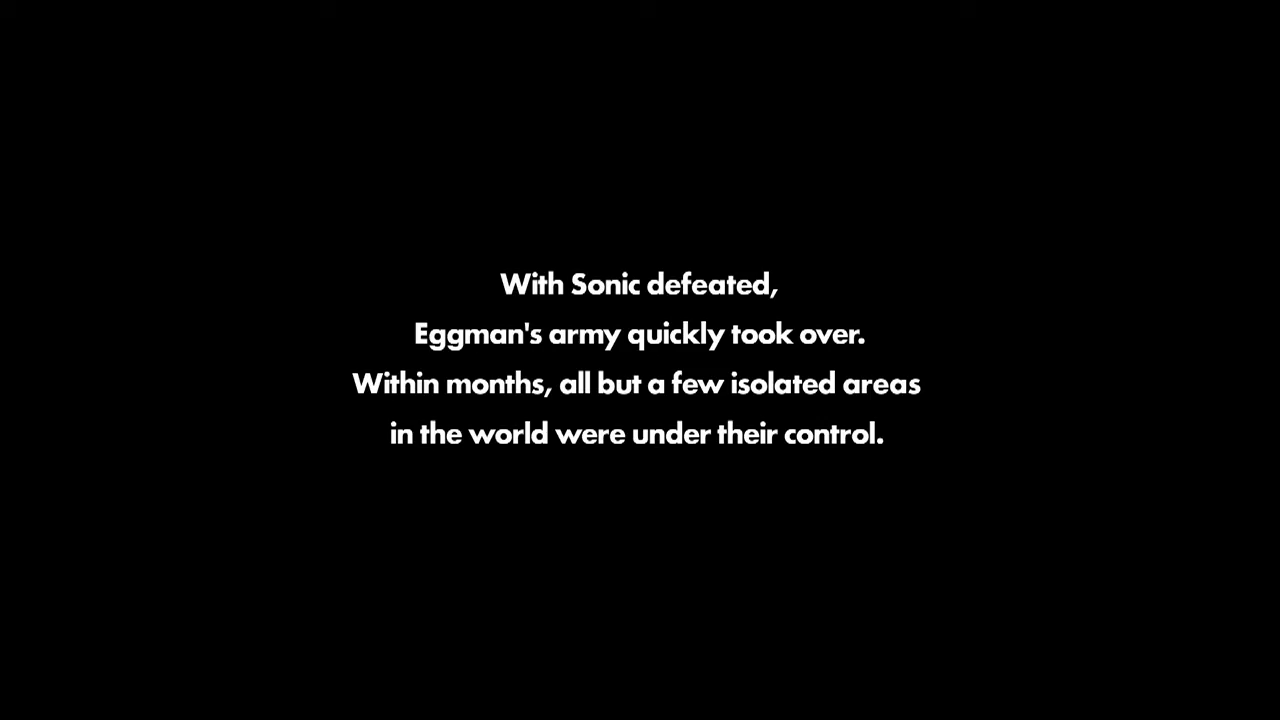 With Sonic defeated,
Eggman's army quickly took over.
Within months, all but a few isolated areas
in the world were under their control.